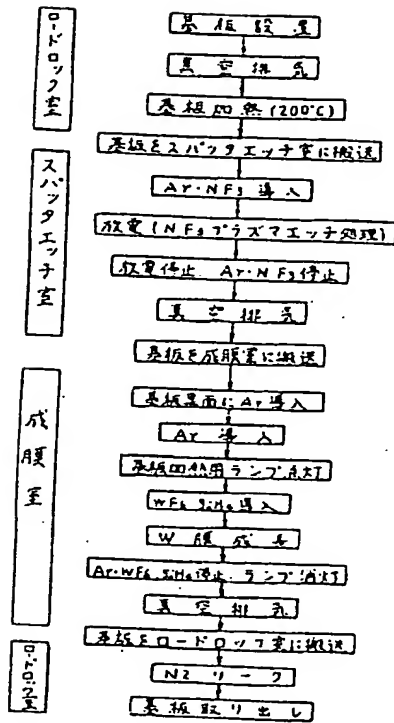 ロードロック室
基板設置
真空排気
基板加熱(200℃)
基板をスパッタエッチ室に搬送
スパッタエッチ室
Ar・NF3 導入
放電(NF3プラズマエッチ処理)
放電停止 Ar・NF3停止
真空排気
基板を成膜室に搬送
成膜室
基板裏面にAr導入
Ar 導入
基板加熱用ランプ点灯
WF6 SiH4導入
W 膜成長
Ar・WF6 SiH4停止 ランプ消灯
真空排気
基板をロードロック室に搬送
ロードロック室
N2 リーク
基板取り出し